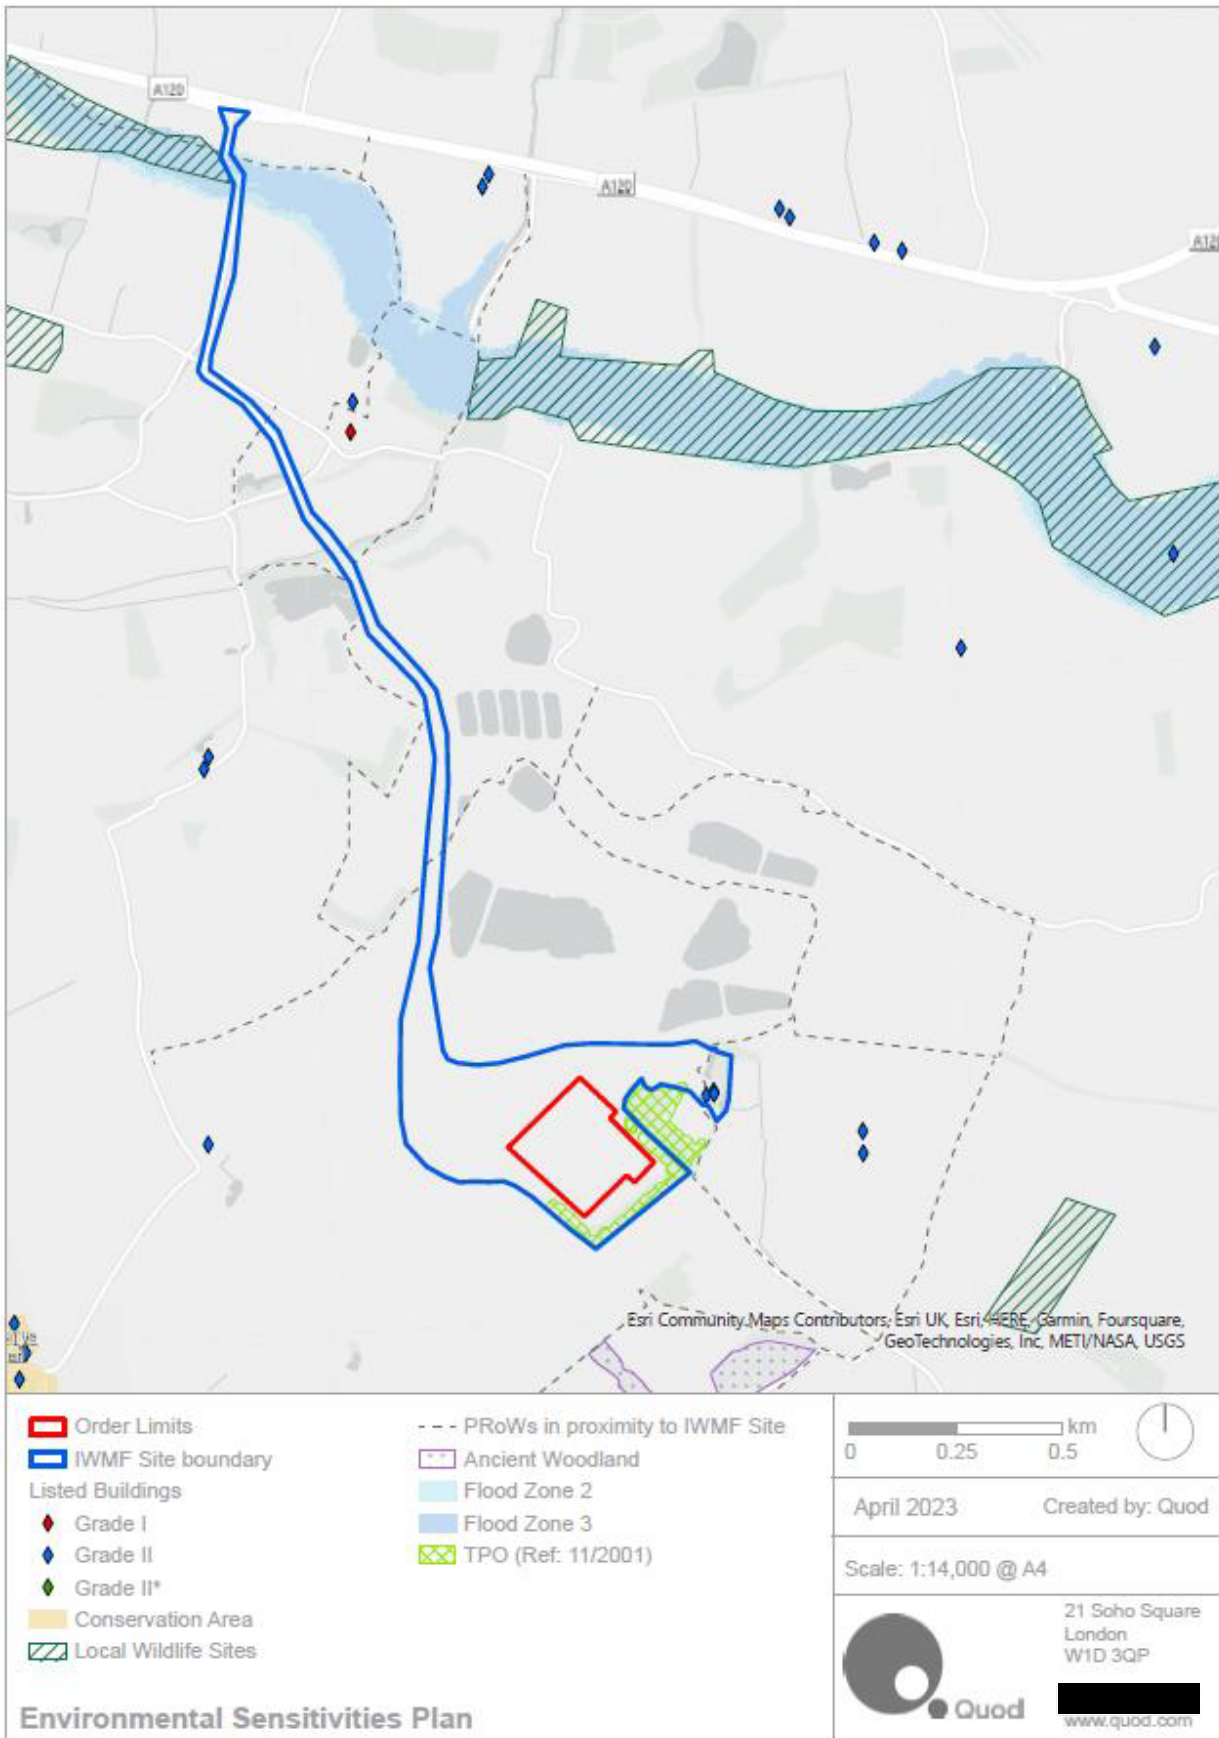 A120
A120
A120
Esri Community Maps Contributors, Esri UK, Esri, HERE, Garmin, Foursquare,
GeoTechnologies, Inc, METI/NASA, USGS
Order Limits
IWMF Site boundary
Listed Buildings
Grade I
Grade II
Grade II*
Conservation Area
Local Wildlife Sites
PRoWs in proximity to IWMF Site
Ancient Woodland
Flood Zone 2
Flood Zone 3
TPO (Ref: 11/2001)
km
0 0.25 0.5
April 2023 Created by: Quod
Scale: 1:14,000 @ A4
Quod
21 Soho Square
London
W1D 3QP
www.quod.com
Environmental Sensitivities Plan